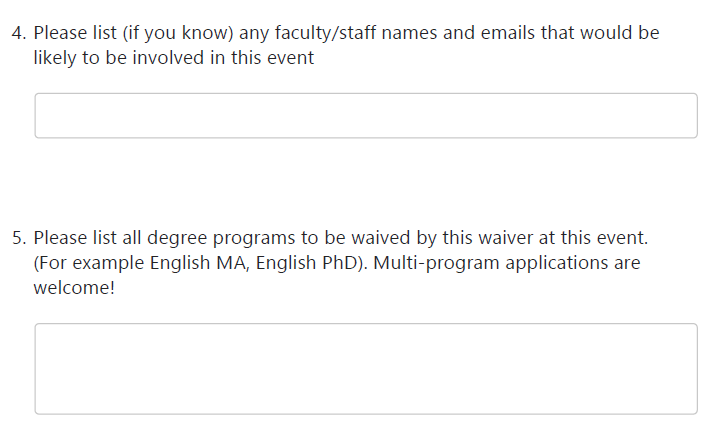 4. Please list (if you know) any faculty/staff names and emails that would be
likely to be involved in this event
5. Please list all degree programs to be waived by this waiver at this event.
(For example English MA, English PhD). Multi-program applications are
welcome!